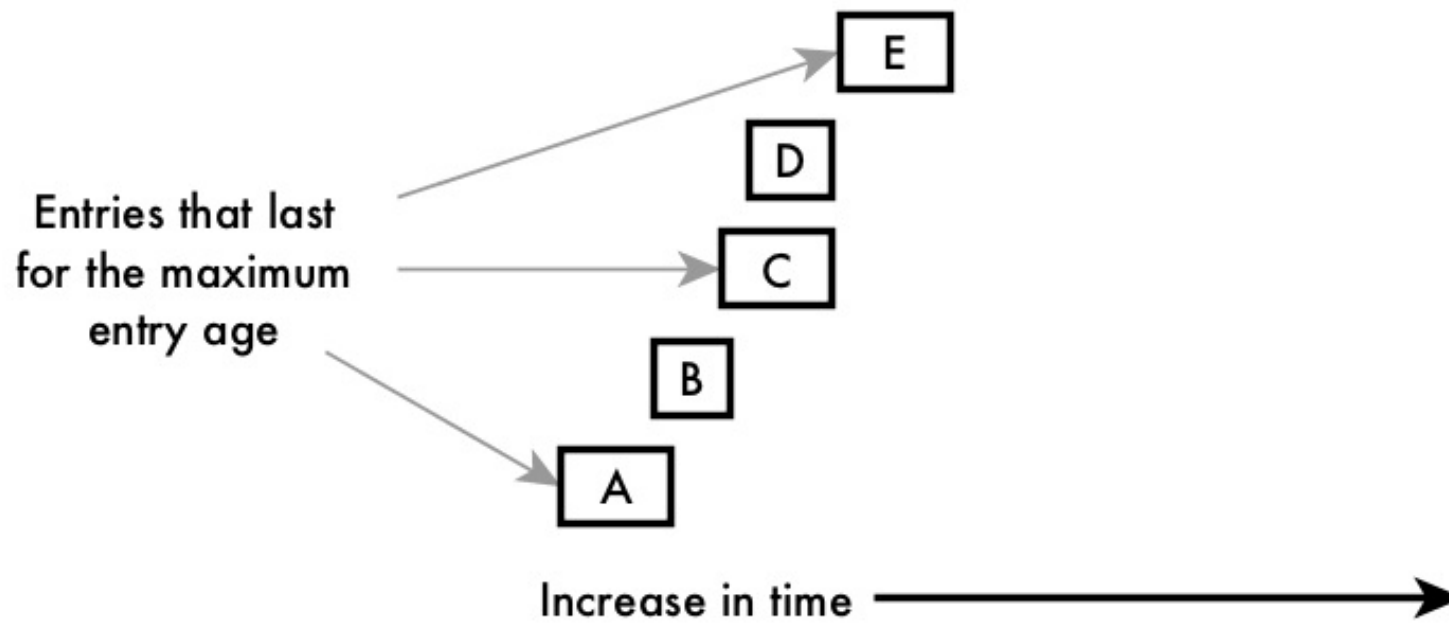 E
D
Entries that last
for the maximum
entry age
C
B
A
Increase in time